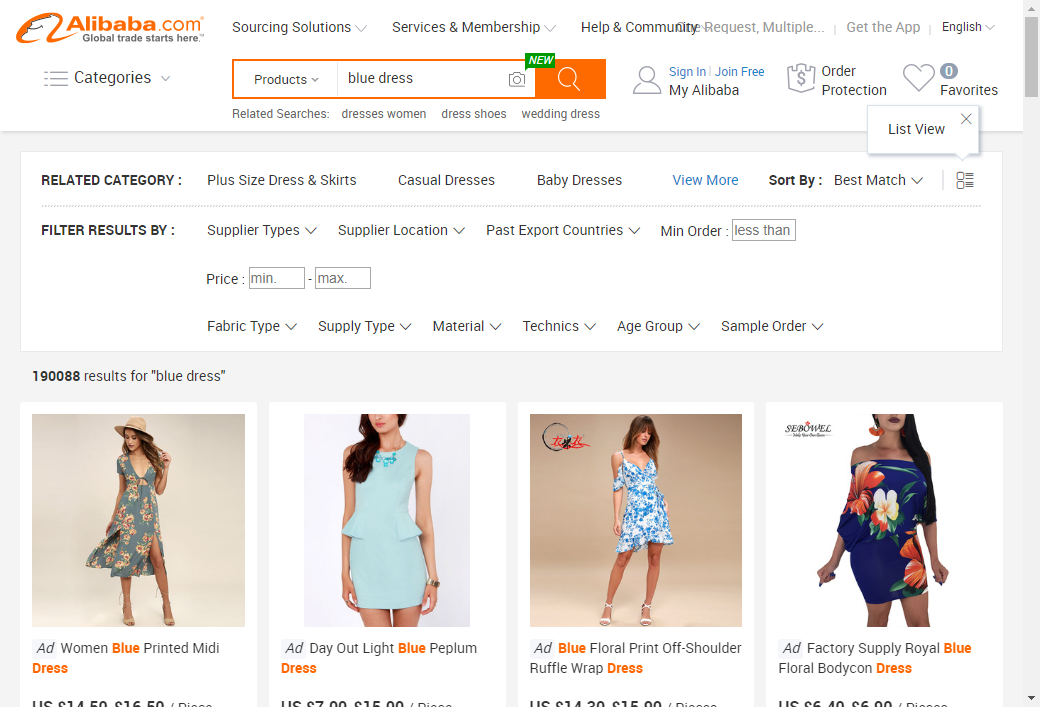 Alibaba.com
Global trade starts here.™
Sourcing Solutions
Services & Membership
Help & Community
One Request, Multiple...
Get the App
English
Categories
Products
blue dress
NEW
Sign In | Join Free
My Alibaba
Order
Protection
0
Favorites
Related Searches: dresses women dress shoes wedding dress
List View
RELATED CATEGORY : Plus Size Dress & Skirts Casual Dresses Baby Dresses View More Sort By : Best Match
FILTER RESULTS BY : Supplier Types Supplier Location Past Export Countries Min Order : less than
Price : min. - max.
Fabric Type Supply Type Material Technics Age Group Sample Order
190088 results for "blue dress"
SEBOWEL
Ad Women Blue Printed Midi
Dress
US $14.50-$16.50 / Piece
Ad Day Out Light Blue Peplum
Dress
US $7.00-$15.00 / Piece
Ad Blue Floral Print Off-Shoulder
Ruffle Wrap Dress
US $14.30-$15.90 / Piece
Ad Factory Supply Royal Blue
Floral Bodycon Dress
US $6.40-$6.90 / Pieces